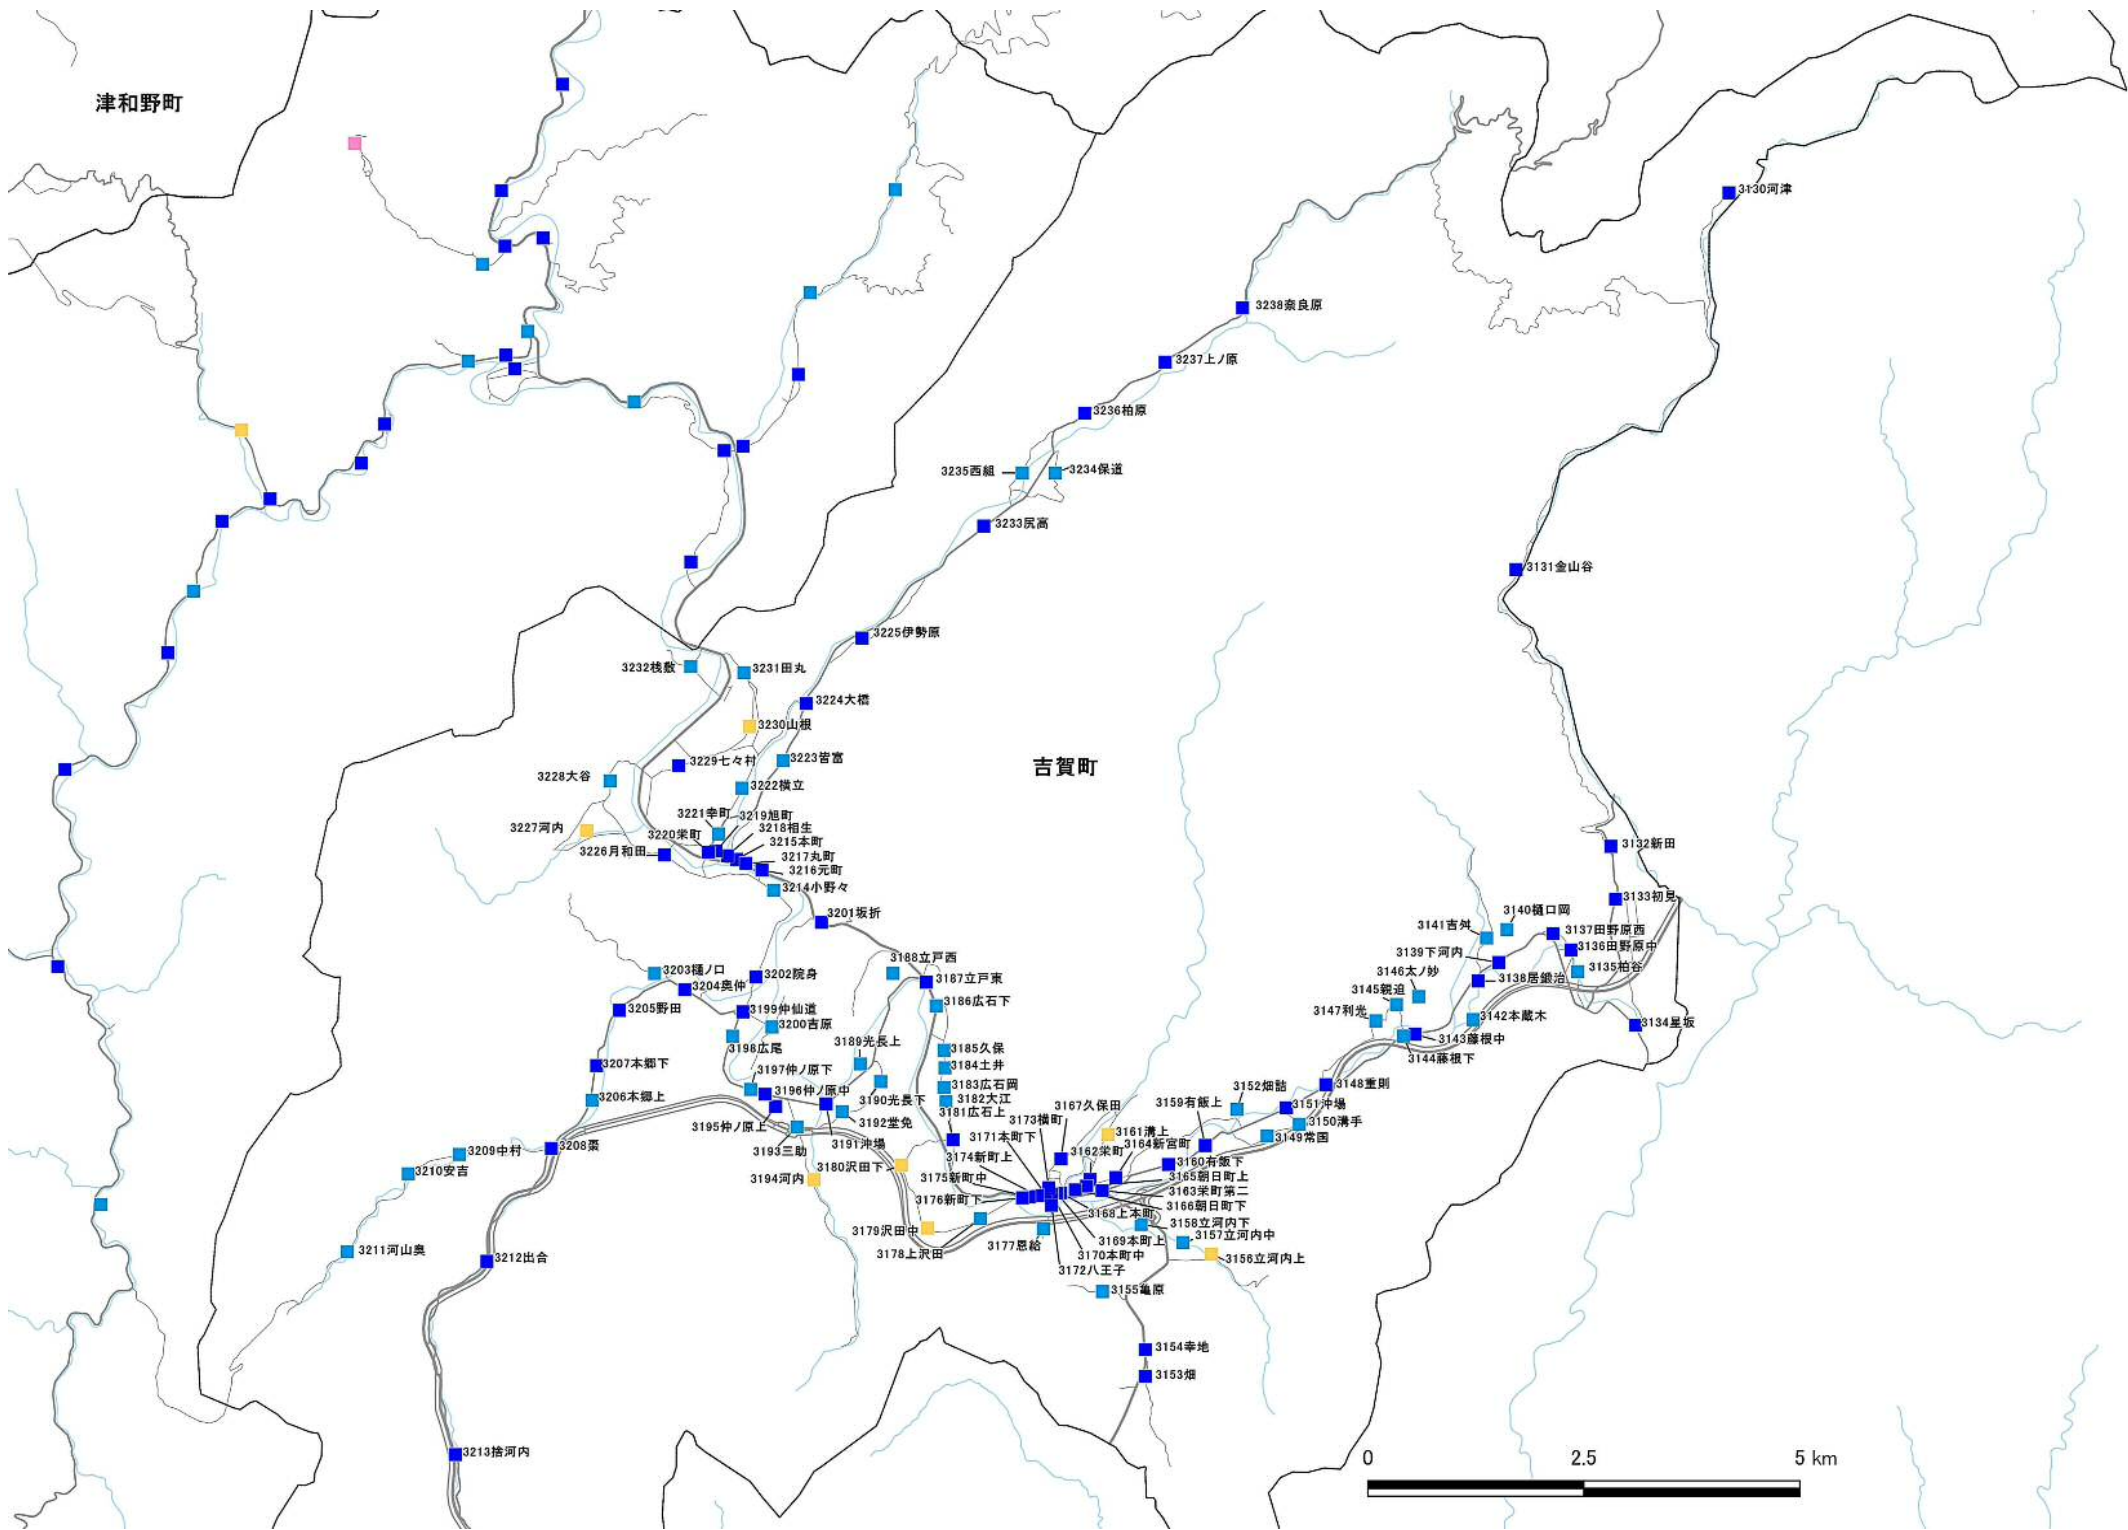 津和野町
3130河津
3238奈良原
3237上ノ原
3236柏原
3235西組
3234保道
3233尻高
3131金山谷
3225伊勢原
3232桟敷
3231田丸
3224大橋
3230山根
3229七々村
3223皆富
吉賀町
3228大谷
3222横立
3221幸町
3219旭町
3227河内
3220栄町
3218相生
3215本町
3226月和田
3217丸町
3216元町
3132新田
3214小野々
3133初見
3201坂折
3140樋口岡
3141吉舛
3137田野原西
3136田野原中
3139下河内
3188立戸西
3187立戸東
3203樋ノ口
3202院身
3146太ノ妙
3138居鍛治
3135柏谷
3204奥仲
3145親迫
3186広石下
3205野田
3199仲仙道
3147利光
3142本蔵木
3200吉原
3134星坂
3143藤根中
3198広尾
3189光長上
3185久保
3144藤根下
3207本郷下
3197仲ノ原下
3184土井
3196仲ノ原中
3183広石岡
3152畑詰
3148重則
3206本郷上
3190光長下
3182大江
3159有飯上
3151沖場
3167久保田
3181広石上
3173横町
3192堂免
3150溝手
3195仲ノ原上
3161溝上
3149常国
3171本町下
3164新宮町
3191沖場
3193三助
3162栄町
3208棗
3209中村
3174新町上
3160有飯下
3180沢田下
3210安吉
3175新町中
3165朝日町上
3194河内
3163栄町第二
3176新町下
3166朝日町下
3168上本町
3158立河内下
3179沢田中
3157立河内中
3169本町上
3177恩給
3211河山奥
3178上沢田
3170本町中
3156立河内上
3212出合
3172八王子
3155亀原
3154幸地
3153畑
3213捨河内
0 2.5 5 km